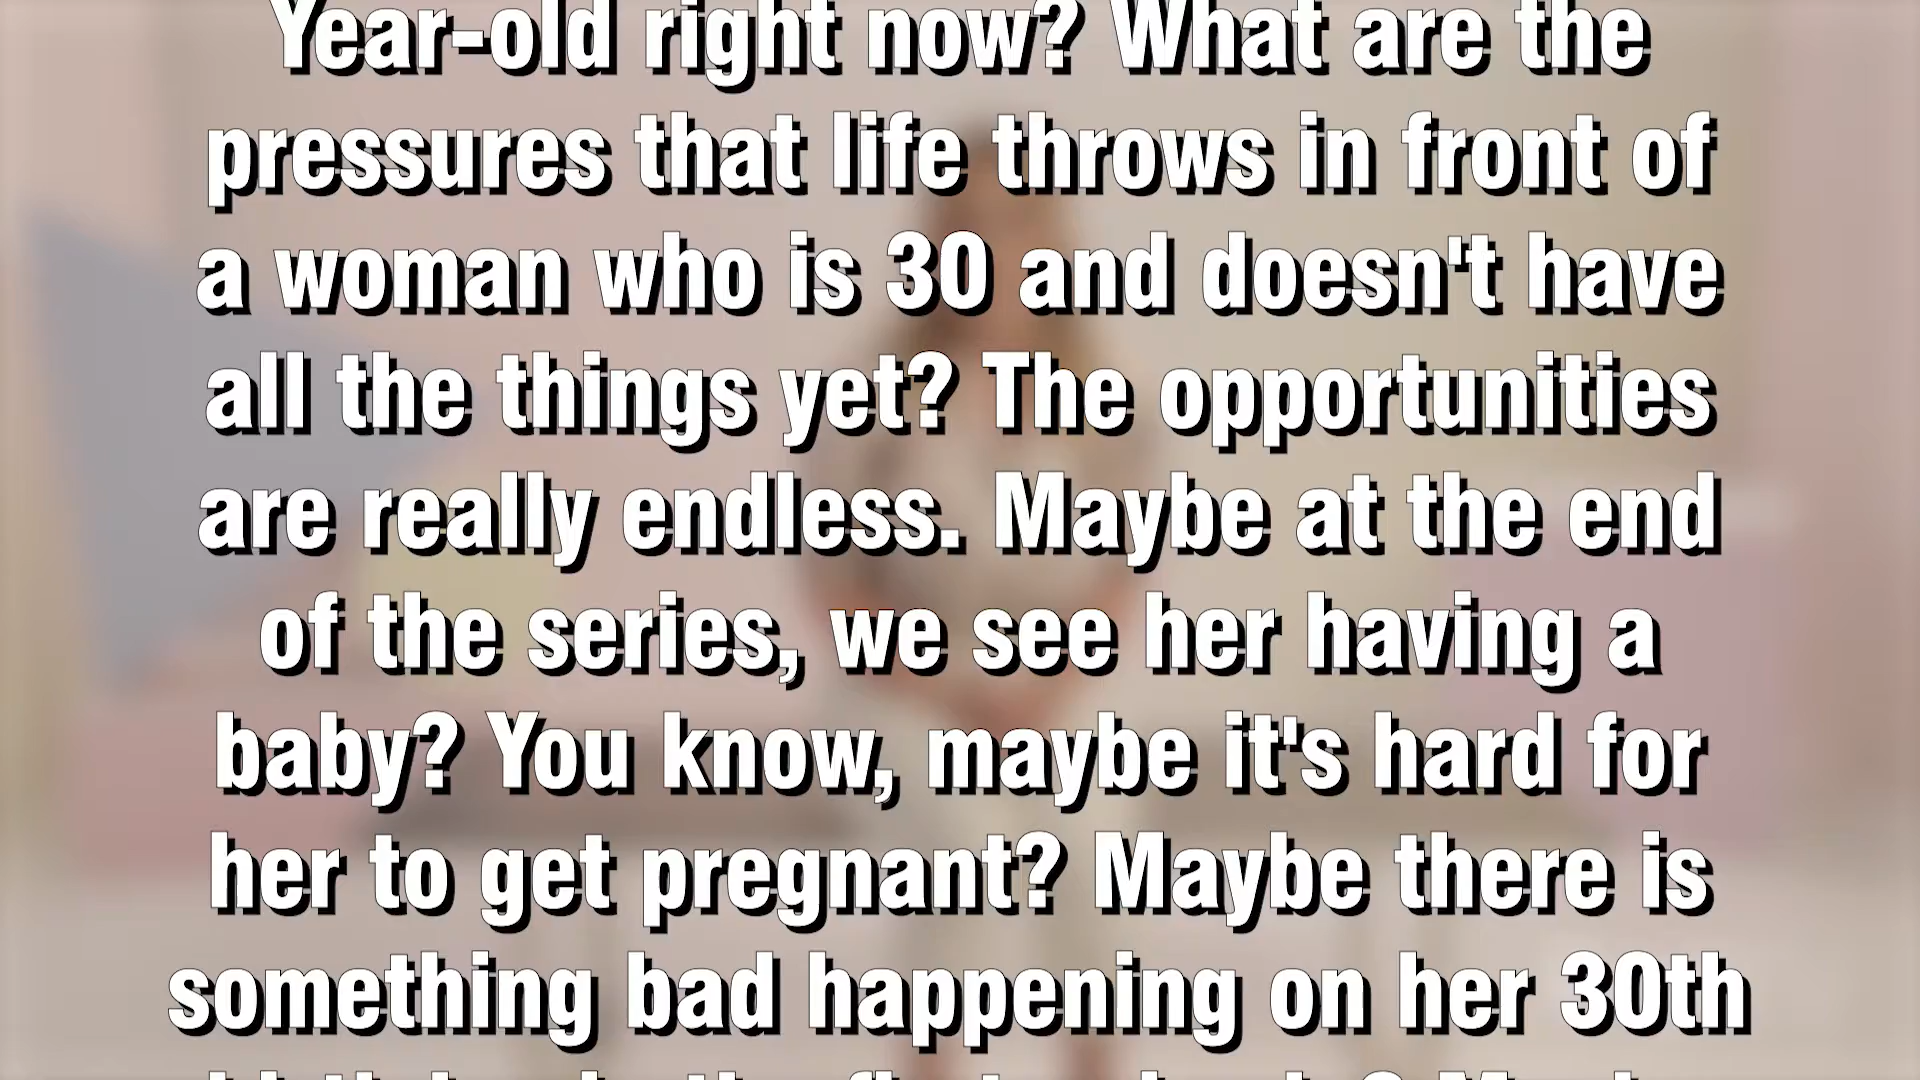 Year-old right now? What are the
pressures that life throws in front of
a woman who is 30 and doesn't have
all the things yet? The opportunities
are really endless. Maybe at the end
of the series, we see her having a
baby? You know, maybe it's hard for
her to get pregnant? Maybe there is
something bad happening on her 30th